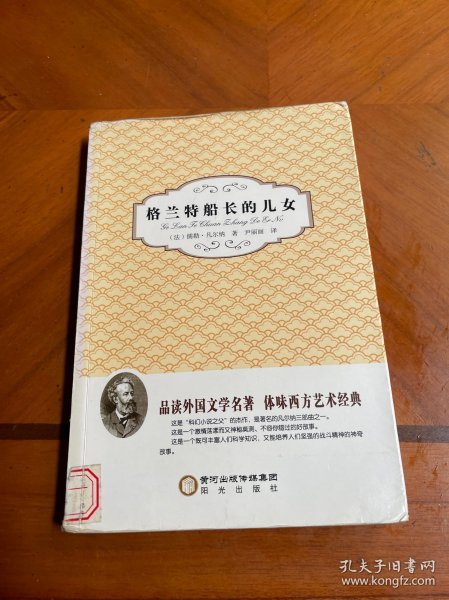 格兰特船长的儿女
Ge Lan Te Chuan Zhang De Er Nü
（法）儒勒·凡尔纳 著 尹丽丽 译
品读外国文学名著 体味西方艺术经典
这是“科幻小说之父”的杰作，是著名的凡尔纳三部曲之一。
这是一个激情荡漾而又神秘莫测、不容你错过的好故事。
这是一个既可丰富人们科学知识，又能培养人们坚强的战斗精神的神奇
故事。
黄河出版传媒集团
阳光出版社
孔夫子旧书网
www.kongfz.com